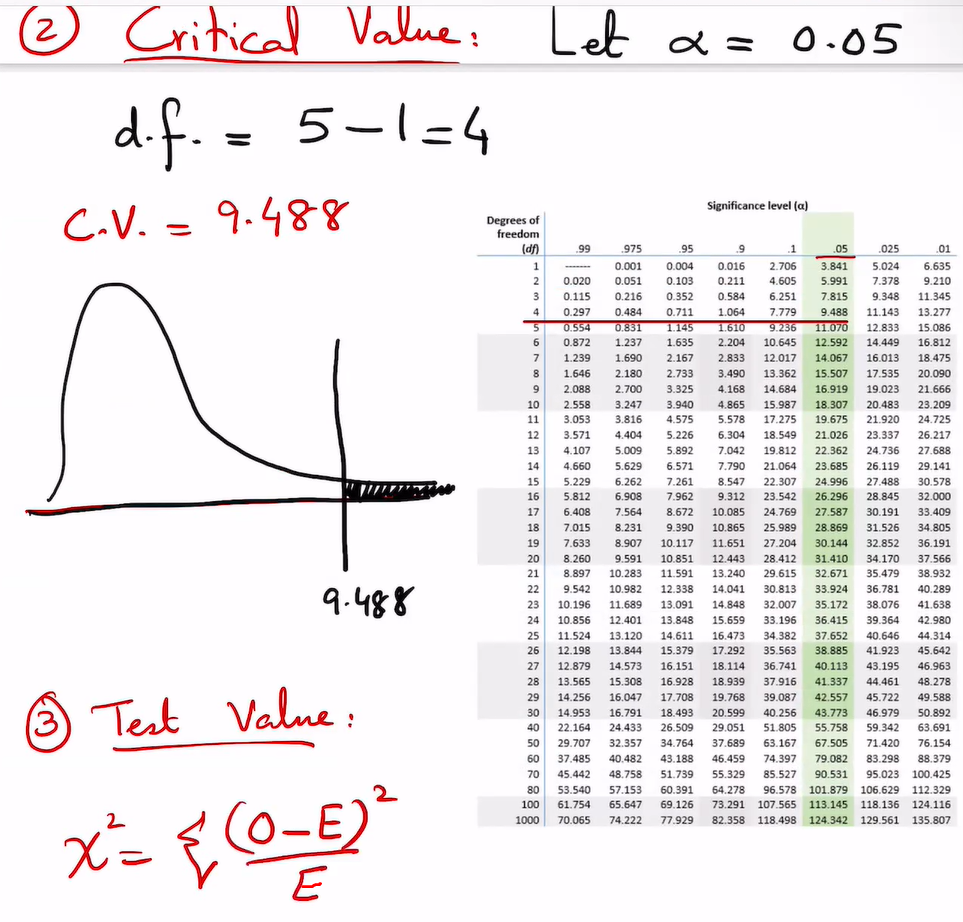 ② Critical Value: Let α = 0.05
d.f. = 5-1=4
C.V. = 9.488
9.488
③ Test Value:
x² = Σ (O-E)² / E
Significance level (α)
Degrees of
freedom
(df) .99 .975 .95 .9 .1 .05 .025 .01
1 ------- 0.001 0.004 0.016 2.706 3.841 5.024 6.635
2 0.020 0.051 0.103 0.211 4.605 5.991 7.378 9.210
3 0.115 0.216 0.352 0.584 6.251 7.815 9.348 11.345
4 0.297 0.484 0.711 1.064 7.779 9.488 11.143 13.277
5 0.554 0.831 1.145 1.610 9.236 11.070 12.833 15.086
6 0.872 1.237 1.635 2.204 10.645 12.592 14.449 16.812
7 1.239 1.690 2.167 2.833 12.017 14.067 16.013 18.475
8 1.646 2.180 2.733 3.490 13.362 15.507 17.535 20.090
9 2.088 2.700 3.325 4.168 14.684 16.919 19.023 21.666
10 2.558 3.247 3.940 4.865 15.987 18.307 20.483 23.209
11 3.053 3.816 4.575 5.578 17.275 19.675 21.920 24.725
12 3.571 4.404 5.226 6.304 18.549 21.026 23.337 26.217
13 4.107 5.009 5.892 7.042 19.812 22.362 24.736 27.688
14 4.660 5.629 6.571 7.790 21.064 23.685 26.119 29.141
15 5.229 6.262 7.261 8.547 22.307 24.996 27.488 30.578
16 5.812 6.908 7.962 9.312 23.542 26.296 28.845 32.000
17 6.408 7.564 8.672 10.085 24.769 27.587 30.191 33.409
18 7.015 8.231 9.390 10.865 25.989 28.869 31.526 34.805
19 7.633 8.907 10.117 11.651 27.204 30.144 32.852 36.191
20 8.260 9.591 10.851 12.443 28.412 31.410 34.170 37.566
21 8.897 10.283 11.591 13.240 29.615 32.671 35.479 38.932
22 9.542 10.982 12.338 14.041 30.813 33.924 36.781 40.289
23 10.196 11.689 13.091 14.848 32.007 35.172 38.076 41.638
24 10.856 12.401 13.848 15.659 33.196 36.415 39.364 42.980
25 11.524 13.120 14.611 16.473 34.382 37.652 40.646 44.314
26 12.198 13.844 15.379 17.292 35.563 38.885 41.923 45.642
27 12.879 14.573 16.151 18.114 36.741 40.113 43.195 46.963
28 13.565 15.308 16.928 18.939 37.916 41.337 44.461 48.278
29 14.256 16.047 17.708 19.768 39.087 42.557 45.722 49.588
30 14.953 16.791 18.493 20.599 40.256 43.773 46.979 50.892
40 22.164 24.433 26.509 29.051 51.805 55.758 59.342 63.691
50 29.707 32.357 34.764 37.689 63.167 67.505 71.420 76.154
60 37.485 40.482 43.188 46.459 74.397 79.082 83.298 88.379
70 45.442 48.758 51.739 55.329 85.527 90.531 95.023 100.425
80 53.540 57.153 60.391 64.278 96.578 101.879 106.629 112.329
100 61.754 65.647 69.126 73.291 107.565 113.145 118.136 124.116
1000 70.065 74.222 77.929 82.358 118.498 124.342 129.561 135.807